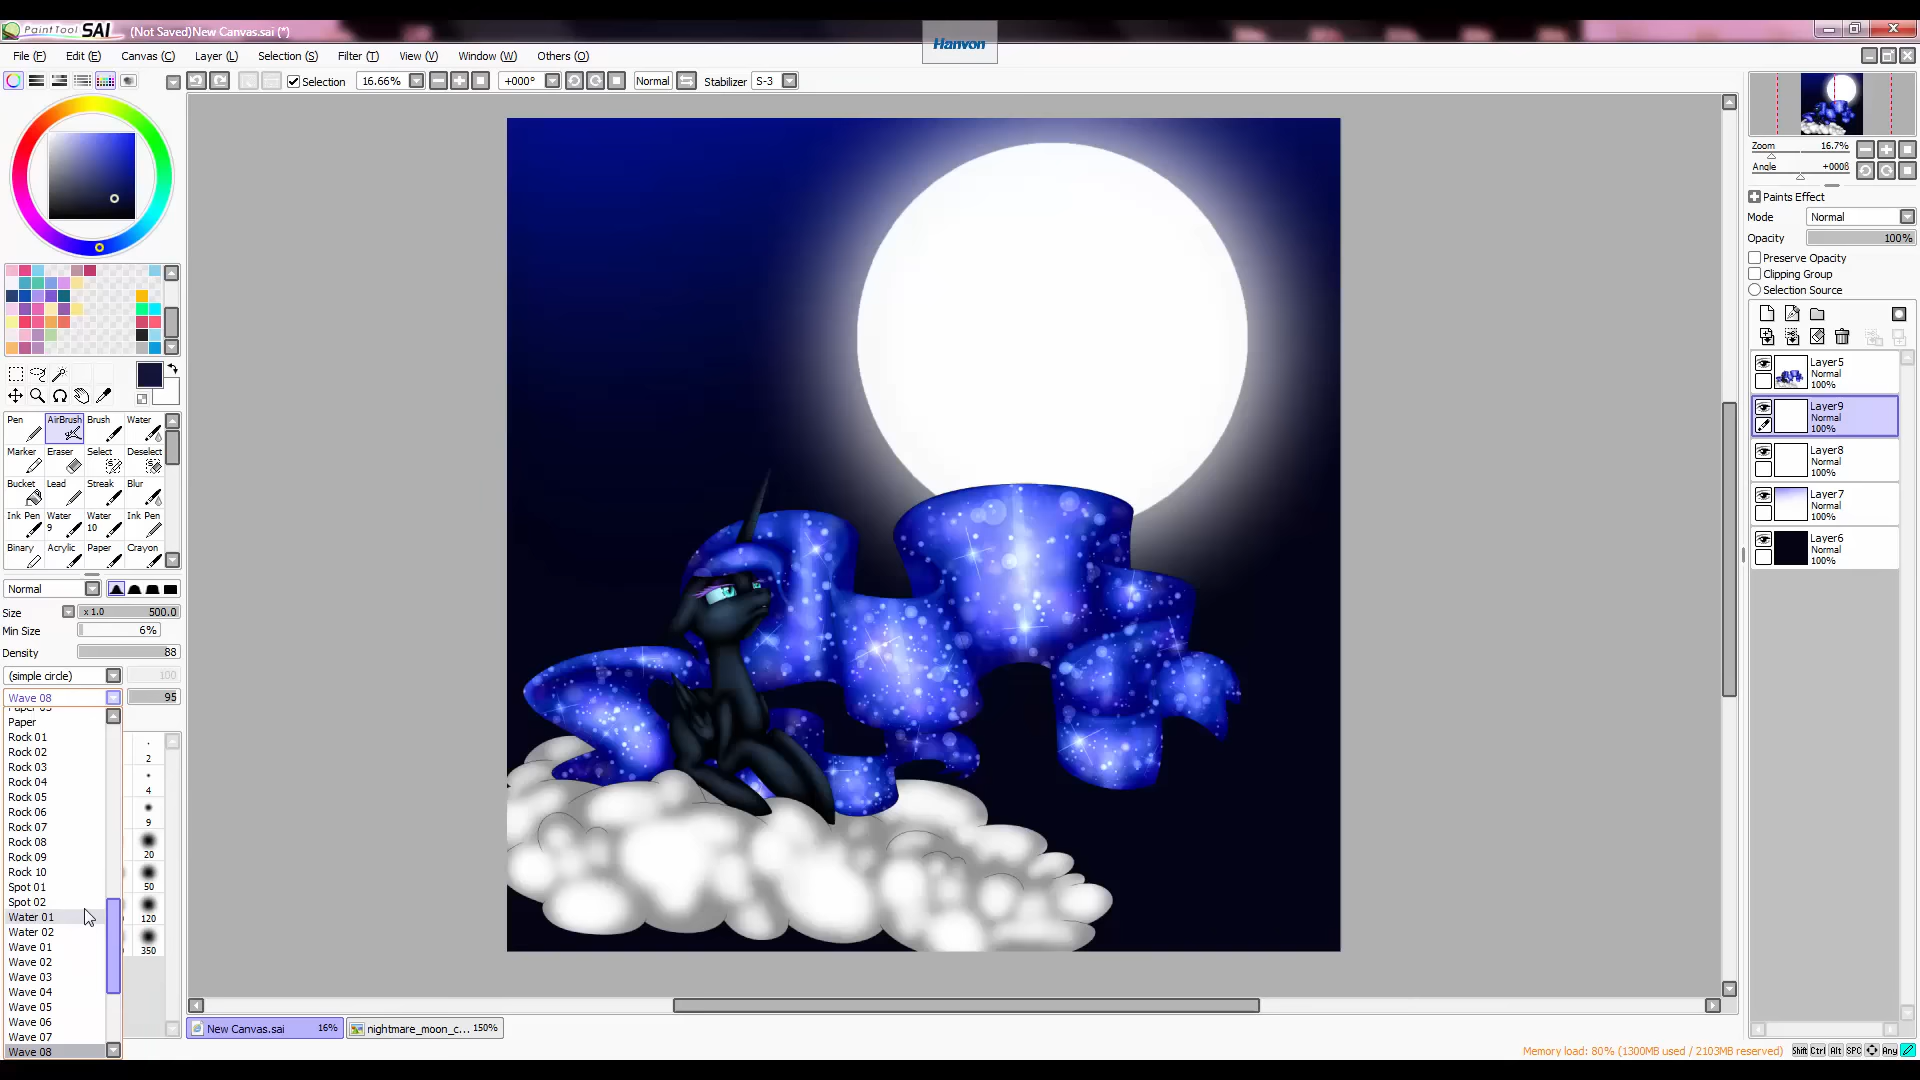 PaintTool SAI (Not Saved)New Canvas.sai (*)
Hanvon
File (F) Edit (E) Canvas (C) Layer (L) Selection (S) Filter (T) View (V) Window (W) Others (O)
Selection 16.66% +000° Normal Stabilizer S-3
Zoom 16.7%
Angle +000ß
Paints Effect
Mode Normal
Opacity 100%
Preserve Opacity
Clipping Group
Selection Source
Layer5
Normal
100%
Layer9
Normal
100%
Layer8
Normal
100%
Layer7
Normal
100%
Layer6
Normal
100%
Pen AirBrush Brush Water
Marker Eraser Select Deselect
Bucket Lead Streak Blur
Ink Pen Water 9 Water 10 Ink Pen
Binary Acrylic Paper Crayon
Normal
Size x 1.0 500.0
Min Size 6%
Density 88
(simple circle) 100
Wave 08 95
Paper
Rock 01
Rock 02
Rock 03
Rock 04
Rock 05
Rock 06
Rock 07
Rock 08
Rock 09
Rock 10
Spot 01
Spot 02
Water 01
Water 02
Wave 01
Wave 02
Wave 03
Wave 04
Wave 05
Wave 06
Wave 07
Wave 08
2
4
9
20
50
120
350
New Canvas.sai 16% nightmare_moon_c... 150%
Memory load: 80% (1300MB used / 2103MB reserved) Shift Ctrl Alt SPC Any